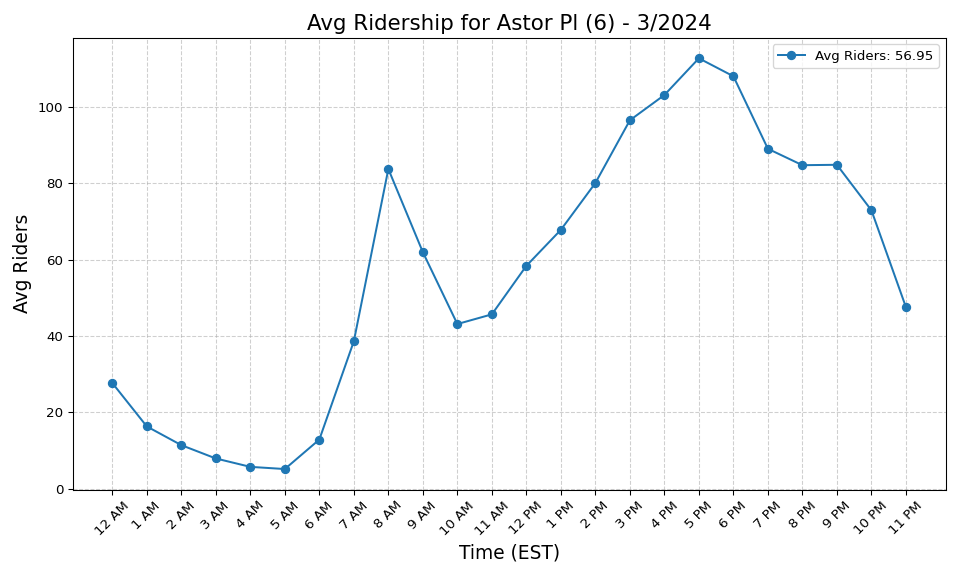 Avg Ridership for Astor Pl (6) - 3/2024
Avg Riders: 56.95
Avg Riders
100
80
60
40
20
0
12 AM
1 AM
2 AM
3 AM
4 AM
5 AM
6 AM
7 AM
8 AM
9 AM
10 AM
11 AM
12 PM
1 PM
2 PM
3 PM
4 PM
5 PM
6 PM
7 PM
8 PM
9 PM
10 PM
11 PM
Time (EST)